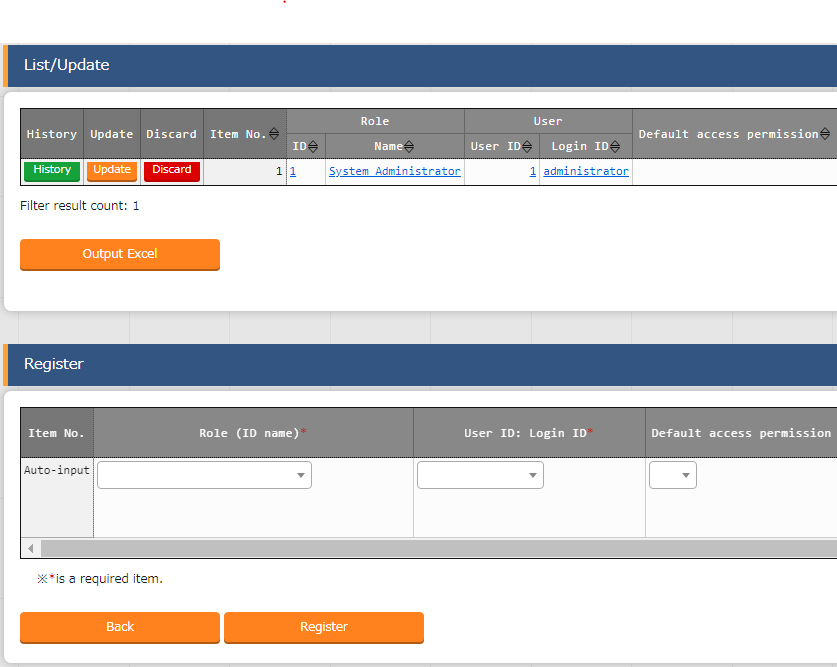 List/Update
History Update Discard Item No. Role User Default access permission
ID Name User ID Login ID
History Update Discard 1 1 System Administrator 1 administrator
Filter result count: 1
Output Excel
Register
Item No. Role (ID name)* User ID: Login ID* Default access permission
Auto-input
※*is a required item.
Back Register